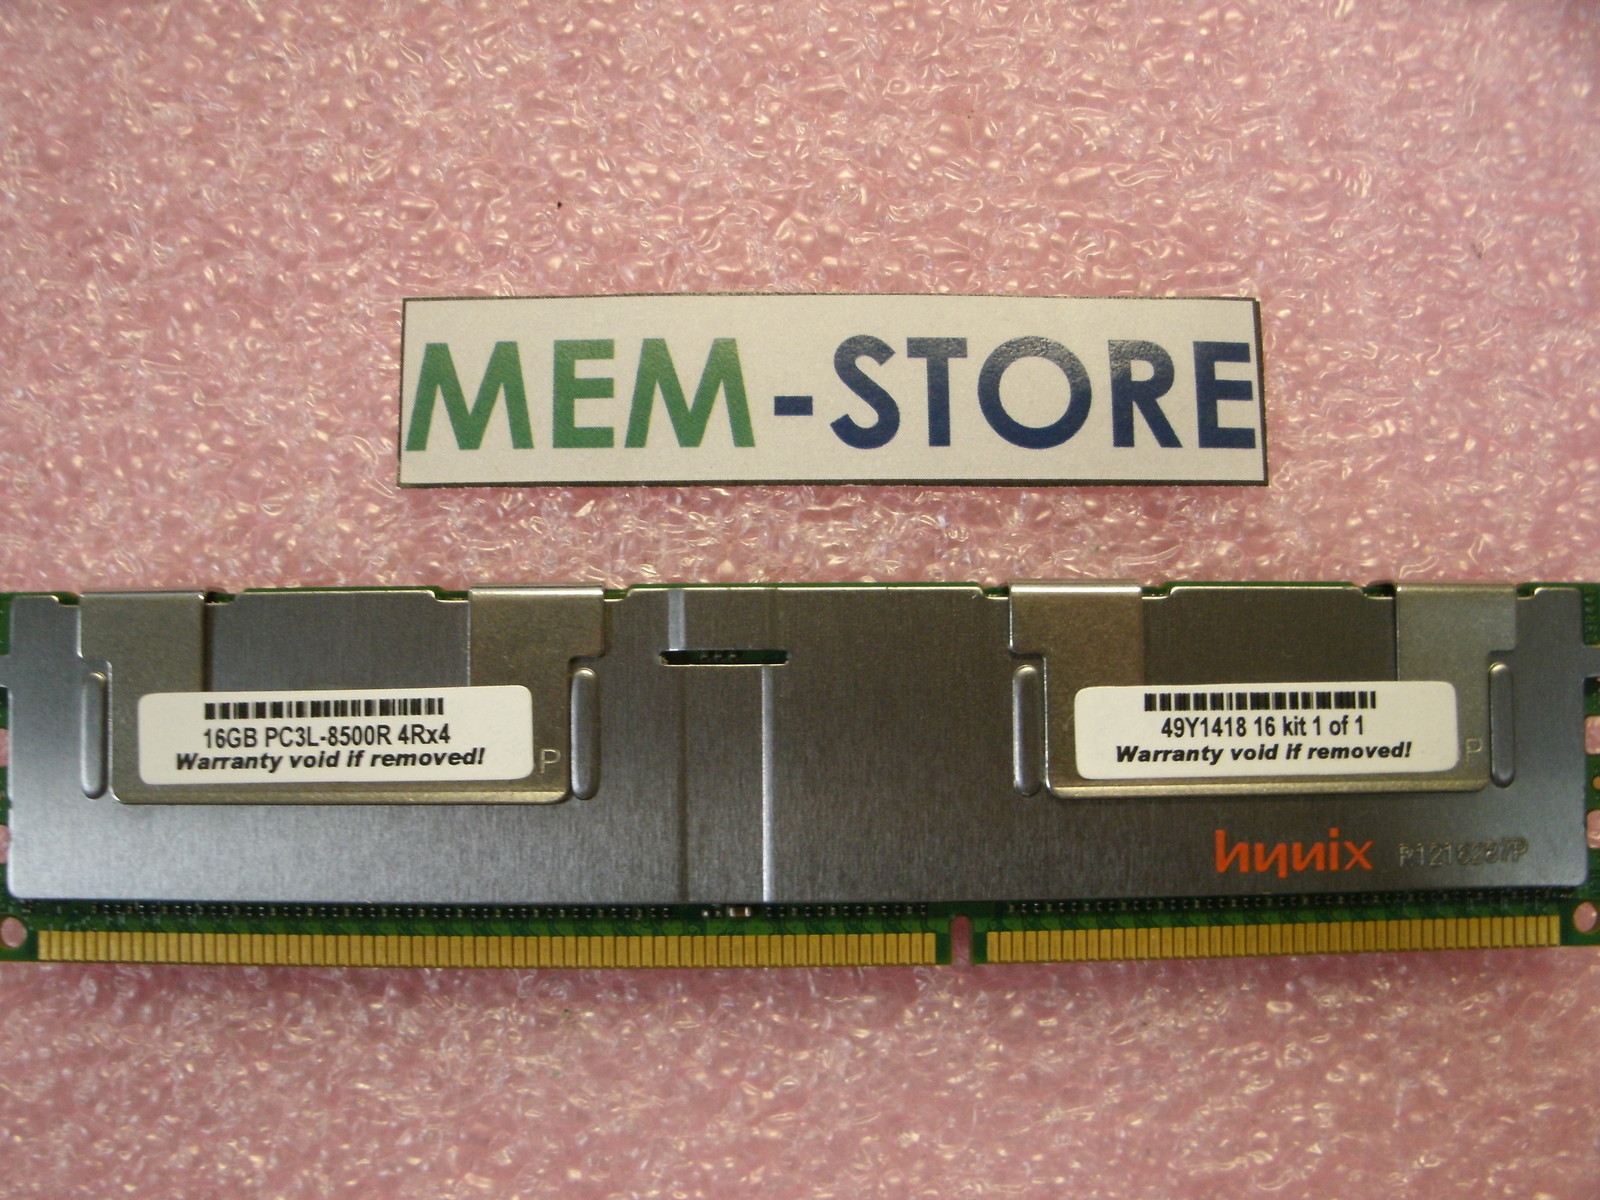 MEM-STORE
16GB PC3L-8500R 4Rx4
Warranty void if removed!
P
49Y1418 16 kit 1 of 1
Warranty void if removed!
P
hynix